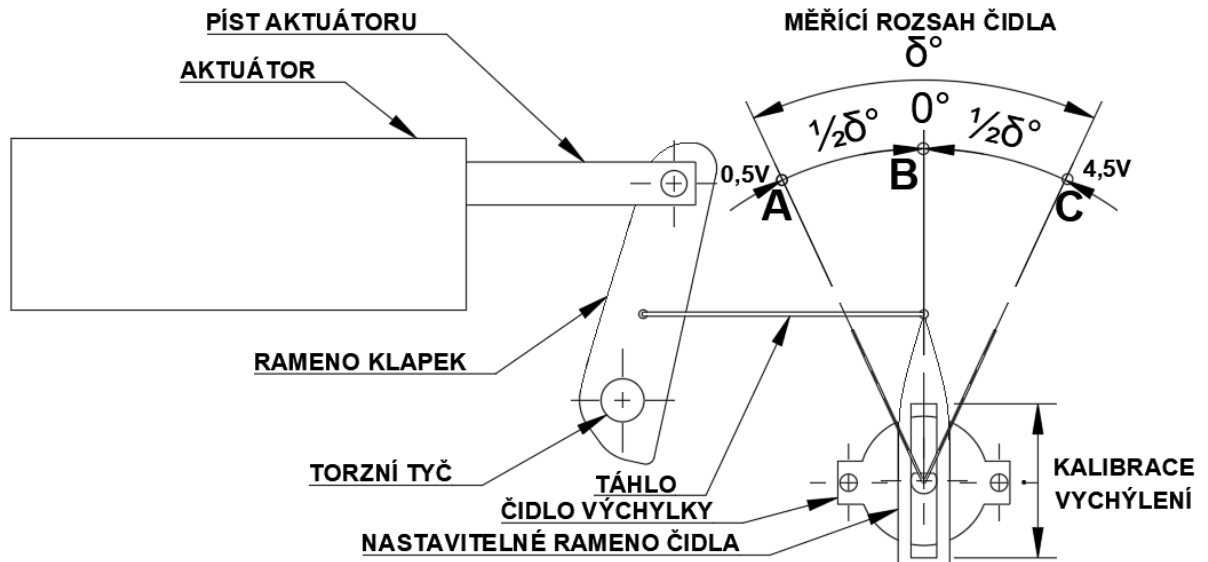 PÍST AKTUÁTORU
AKTUÁTOR
MĚŘÍCÍ ROZSAH ČIDLA
δ°
½δ°
0°
½δ°
0,5V
A
B
4,5V
C
RAMENO KLAPEK
TORZNÍ TYČ
TÁHLO
ČIDLO VÝCHYLKY
NASTAVITELNÉ RAMENO ČIDLA
KALIBRACE
VYCHÝLENÍ